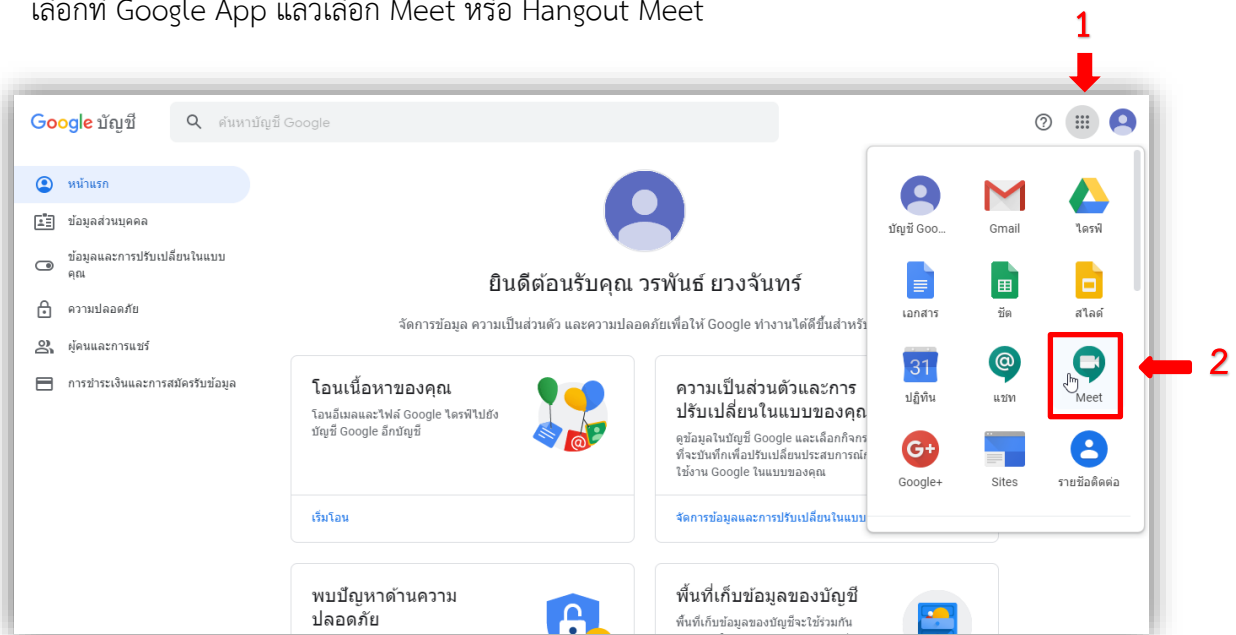 เลือกที่ Google App แล้วเลือก Meet หรือ Hangout Meet
1
Google บัญชี
ค้นหาบัญชี Google
หน้าแรก
ข้อมูลส่วนบุคคล
ข้อมูลและการปรับเปลี่ยนในแบบ
คุณ
ความปลอดภัย
ผู้คนและการแชร์
การชำระเงินและการสมัครรับข้อมูล
ยินดีต้อนรับคุณ วรพันธ์ ยวงจันทร์
จัดการข้อมูล ความเป็นส่วนตัว และความปลอดภัยเพื่อให้ Google ทำงานได้ดีขึ้นสำหรับ
โอนเนื้อหาของคุณ
โอนอีเมลและไฟล์ Google ไดรฟ์ไปยัง
บัญชี Google อีกบัญชี
เริ่มโอน
ความเป็นส่วนตัวและการ
ปรับเปลี่ยนในแบบของคุณ
ดูข้อมูลในบัญชี Google และเลือกกิจกร
ที่จะบันทึกเพื่อปรับเปลี่ยนประสบการณ์ก
ใช้งาน Google ในแบบของคุณ
จัดการข้อมูลและการปรับเปลี่ยนในแบบ
พบปัญหาด้านความ
ปลอดภัย
พื้นที่เก็บข้อมูลของบัญชี
พื้นที่เก็บข้อมูลของบัญชีจะใช้ร่วมกัน
บัญชี Goo...
Gmail
ไดรฟ์
เอกสาร
ชีต
สไลด์
31
ปฏิทิน
แชท
Meet
2
G+
Google+
Sites
รายชื่อติดต่อ